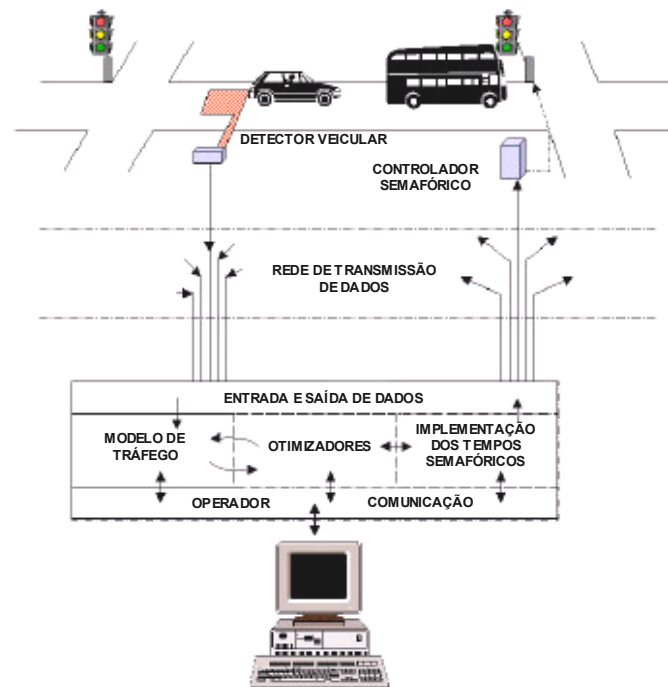 DETECTOR VEICULAR
CONTROLADOR
SEMAFÓRICO
REDE DE TRANSMISSÃO
DE DADOS
ENTRADA E SAÍDA DE DADOS
MODELO DE
TRÁFEGO
OTIMIZADORES
IMPLEMENTAÇÃO
DOS TEMPOS
SEMAFÓRICOS
OPERADOR
COMUNICAÇÃO